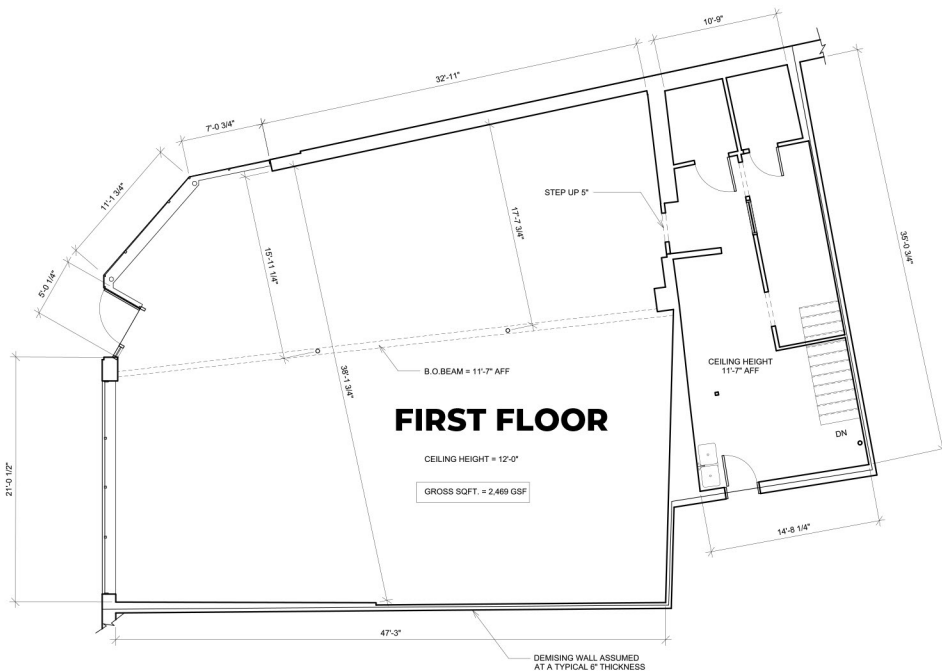 10'-9"
32'-11"
7'-0 3/4"
11'-1 3/4"
STEP UP 5"
17'-7 3/4"
35'-0 3/4"
15'-11 1/4"
5'-0 1/4"
CEILING HEIGHT
11'-7" AFF
B.O.BEAM = 11'-7" AFF
38'-1 3/4"
FIRST FLOOR
DN
CEILING HEIGHT = 12'-0"
21'-0 1/2"
GROSS SQFT. = 2,469 GSF
14'-8 1/4"
47'-3"
DEMISING WALL ASSUMED
AT A TYPICAL 6" THICKNESS